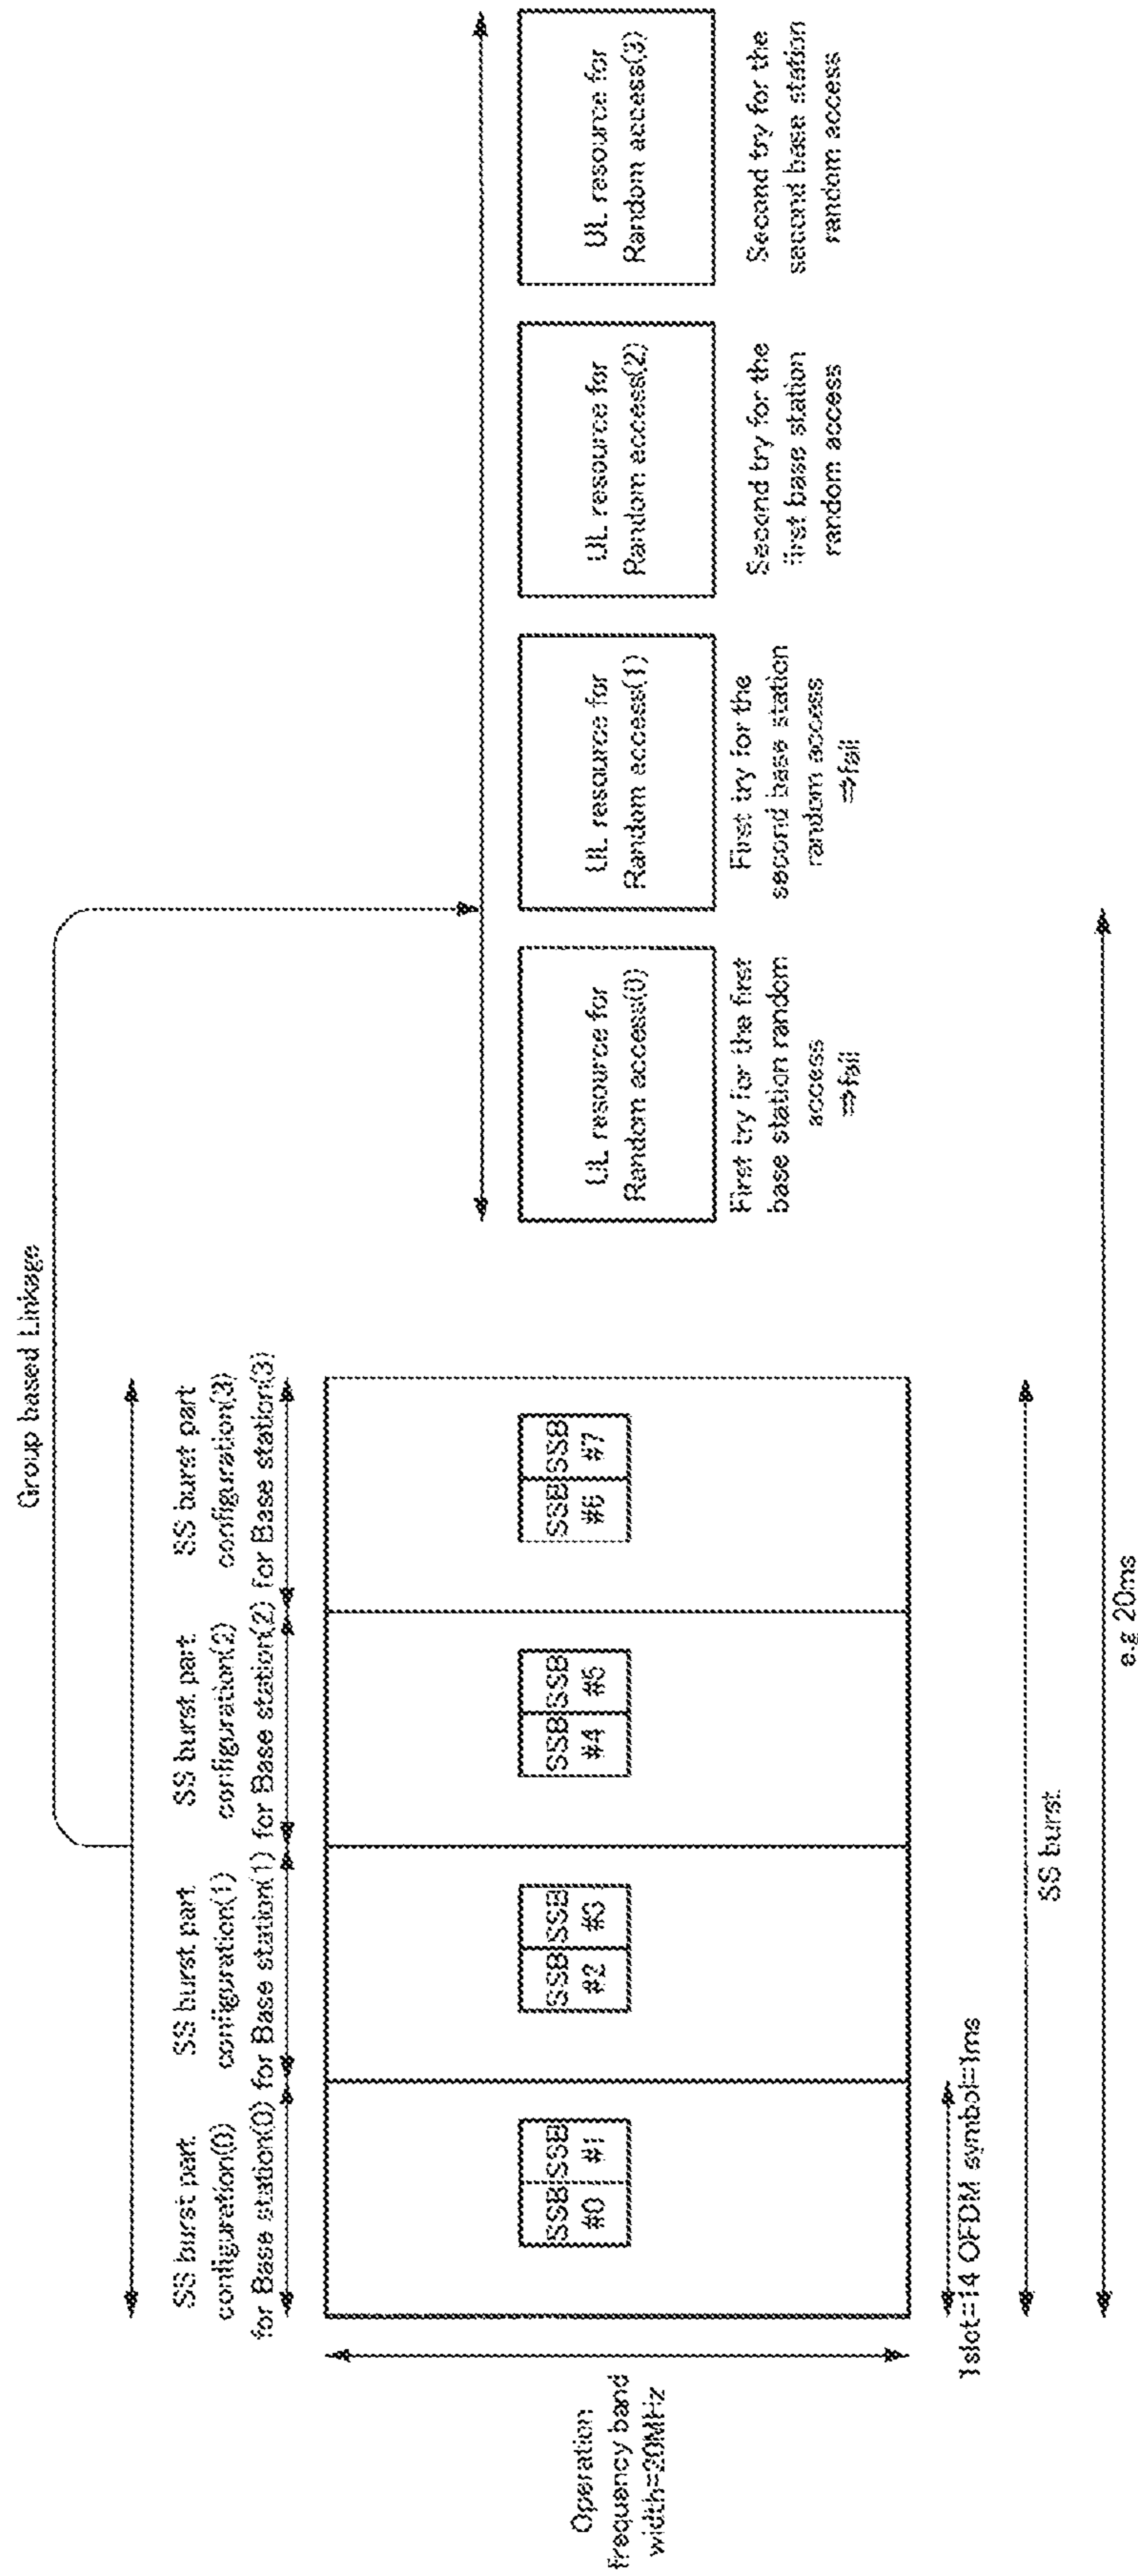 Group based Linkage
SS burst part
configuration(0)
for Base station(0)
SS burst part
configuration(1)
for Base station(1)
SS burst part
configuration(2)
for Base station(2)
SS burst part
configuration(3)
for Base station(3)
Operation
frequency band
width=20MHz
SSB
#0
SSB
#1
SSB
#2
SSB
#3
SSB
#4
SSB
#5
SSB
#6
SSB
#7
1slot=14 OFDM symbol=1ms
SS burst
e.g 20ms
UL resource for
Random access(0)
First try for the first
base station random
access
⇒fail
UL resource for
Random access(1)
First try for the
second base station
random access
⇒fail
UL resource for
Random access(2)
Second try for the
first base station
random access
UL resource for
Random access(3)
Second try for the
second base station
random access